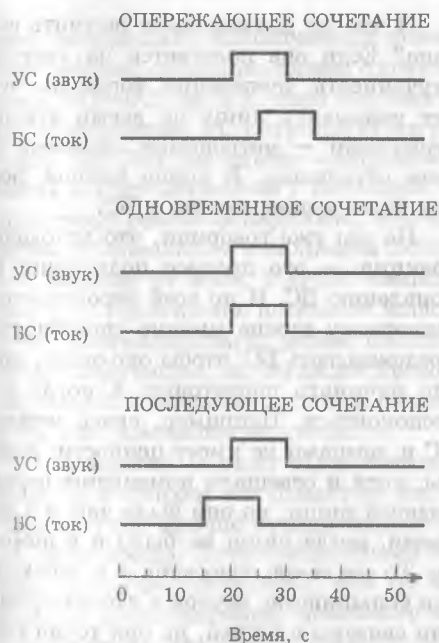 ОПЕРЕЖАЮЩЕЕ СОЧЕТАНИЕ
УС (звук)
БС (ток)
ОДНОВРЕМЕННОЕ СОЧЕТАНИЕ
УС (звук)
БС (ток)
ПОСЛЕДУЮЩЕЕ СОЧЕТАНИЕ
УС (звук)
БС (ток)
0 10 20 30 40 50
Время, с